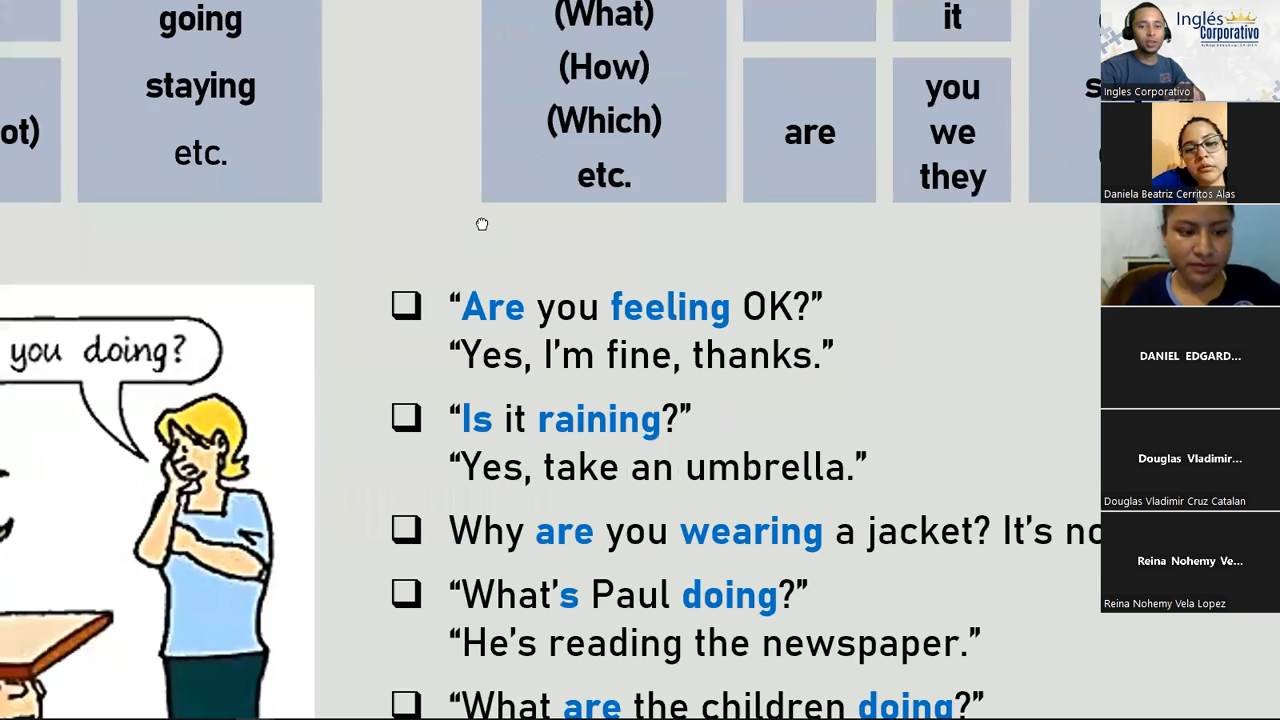 going
staying
etc.
ot)
(What)
(How)
(Which)
etc.
are
it
you
we
they
you doing?
"Are you feeling OK?"
"Yes, I'm fine, thanks."
"Is it raining?"
"Yes, take an umbrella."
Why are you wearing a jacket? It's no
"What's Paul doing?"
"He's reading the newspaper."
"What are the children doing?"
Inglés
Corporativo
Ingles Corporativo
Daniela Beatriz Cerritos Alas
DANIEL EDGARD...
Douglas Vladimir...
Douglas Vladimir Cruz Catalan
Reina Nohemy Ve...
Reina Nohemy Vela Lopez